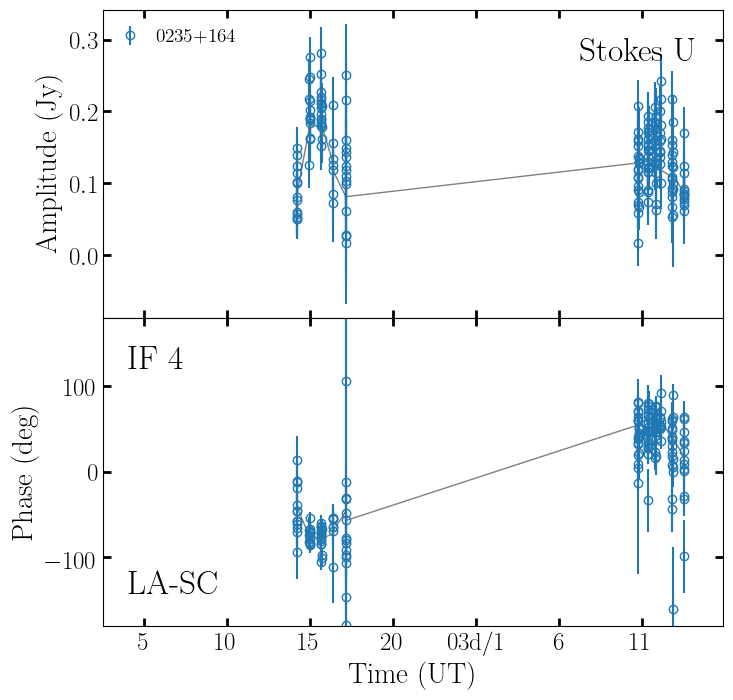 0235+164
Stokes U
0.3
0.2
0.1
0.0
Amplitude (Jy)
IF 4
LA-SC
100
0
−100
Phase (deg)
5 10 15 20 03d/1 6 11
Time (UT)